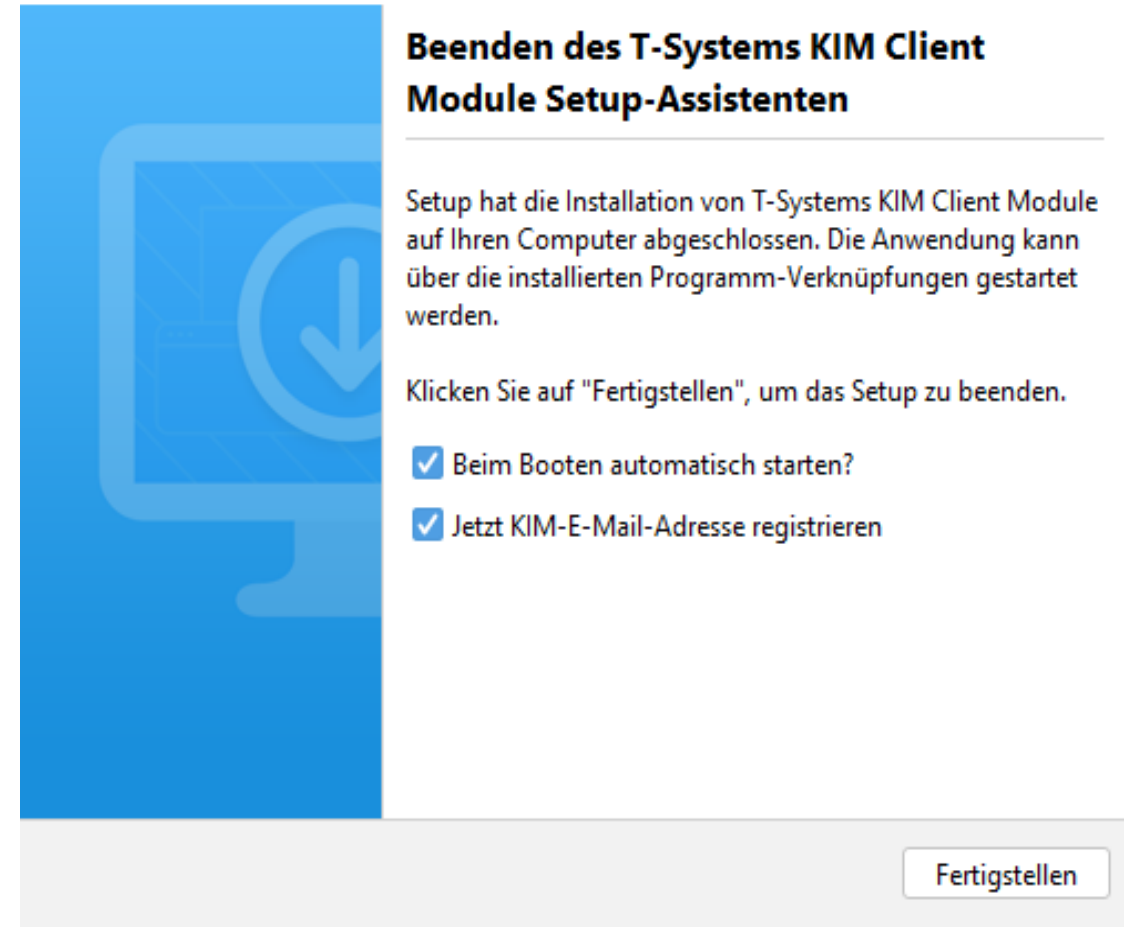 Beenden des T-Systems KIM Client
Module Setup-Assistenten
Setup hat die Installation von T-Systems KIM Client Module
auf Ihren Computer abgeschlossen. Die Anwendung kann
über die installierten Programm-Verknüpfungen gestartet
werden.
Klicken Sie auf "Fertigstellen", um das Setup zu beenden.
Beim Booten automatisch starten?
Jetzt KIM-E-Mail-Adresse registrieren
Fertigstellen